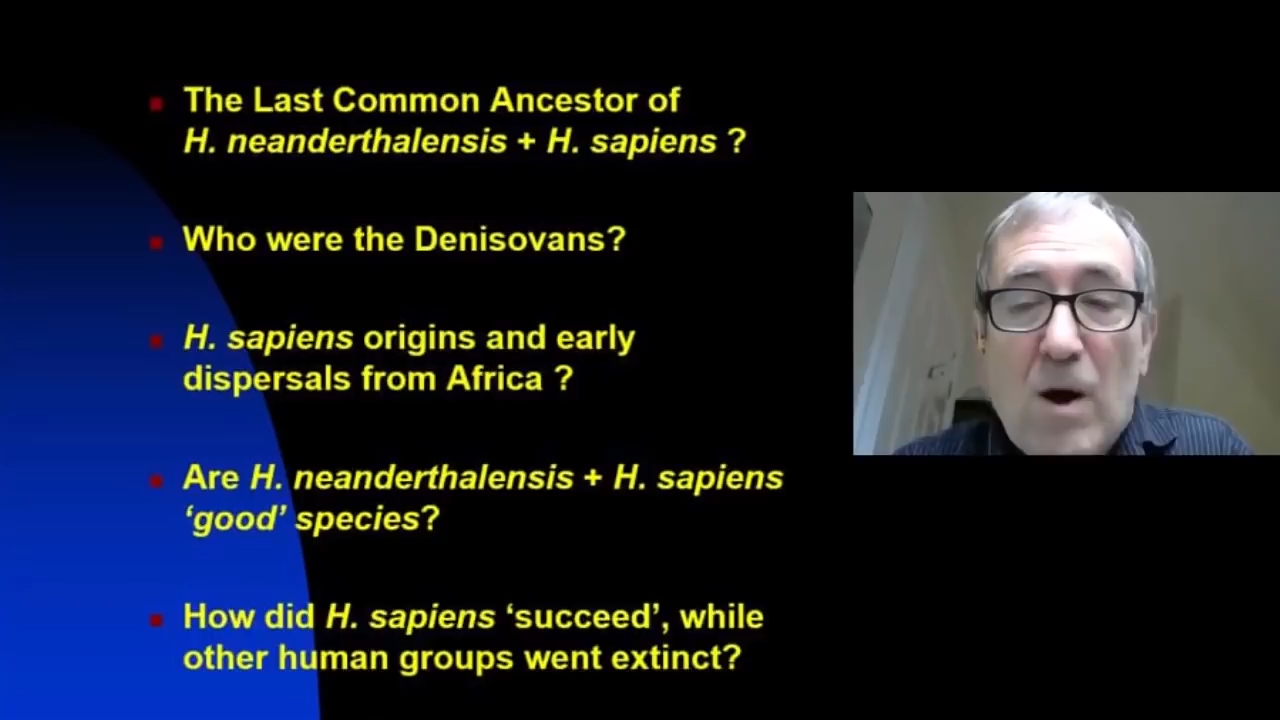 The Last Common Ancestor of
H. neanderthalensis + H. sapiens ?
Who were the Denisovans?
H. sapiens origins and early
dispersals from Africa ?
Are H. neanderthalensis + H. sapiens
‘good’ species?
How did H. sapiens ‘succeed’, while
other human groups went extinct?